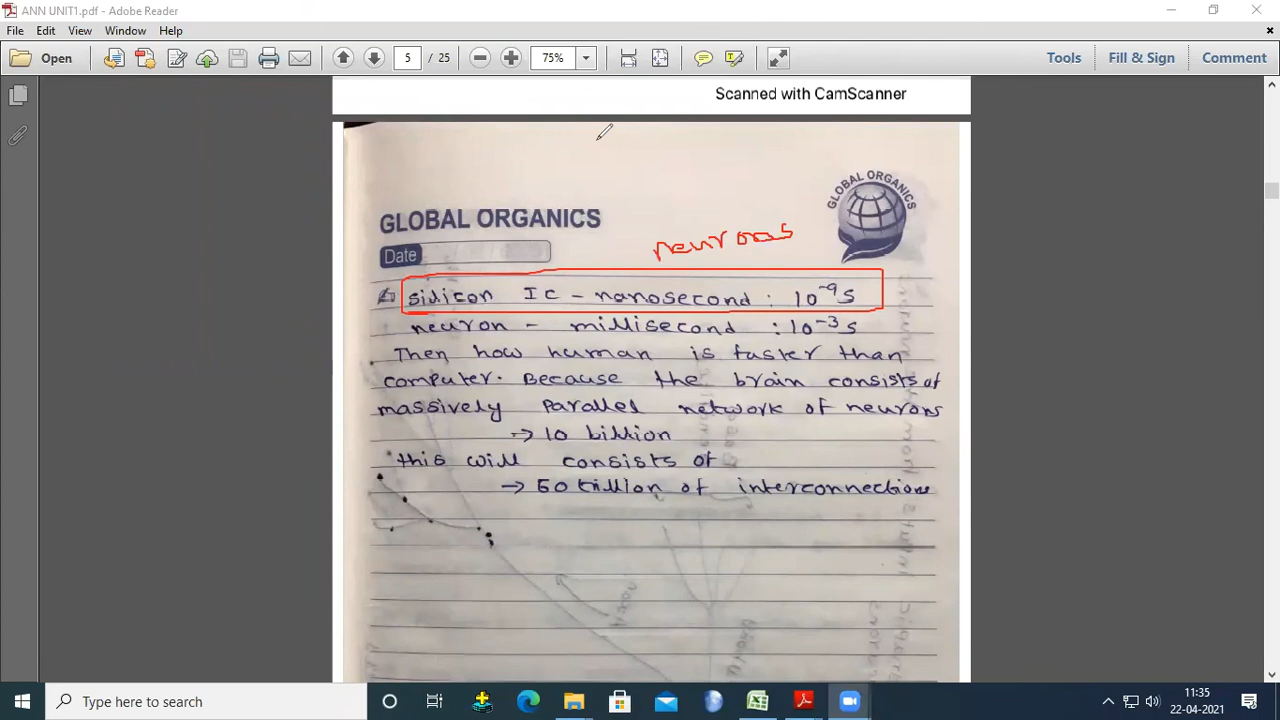 ANN UNIT1.pdf - Adobe Reader
File Edit View Window Help
Open 5 / 25 75% Tools Fill & Sign Comment
Scanned with CamScanner
GLOBAL ORGANICS
GLOBAL ORGANICS
Date
neurons
silicon IC - nanosecond : 10⁻⁹s
neuron - millisecond : 10⁻³s
Then how human is faster than
computer. Because the brain consists of
massively parallel network of neurons
→ 10 billion
this will consists of
→ 60 trillion of interconnections
Type here to search
11:35
22-04-2021